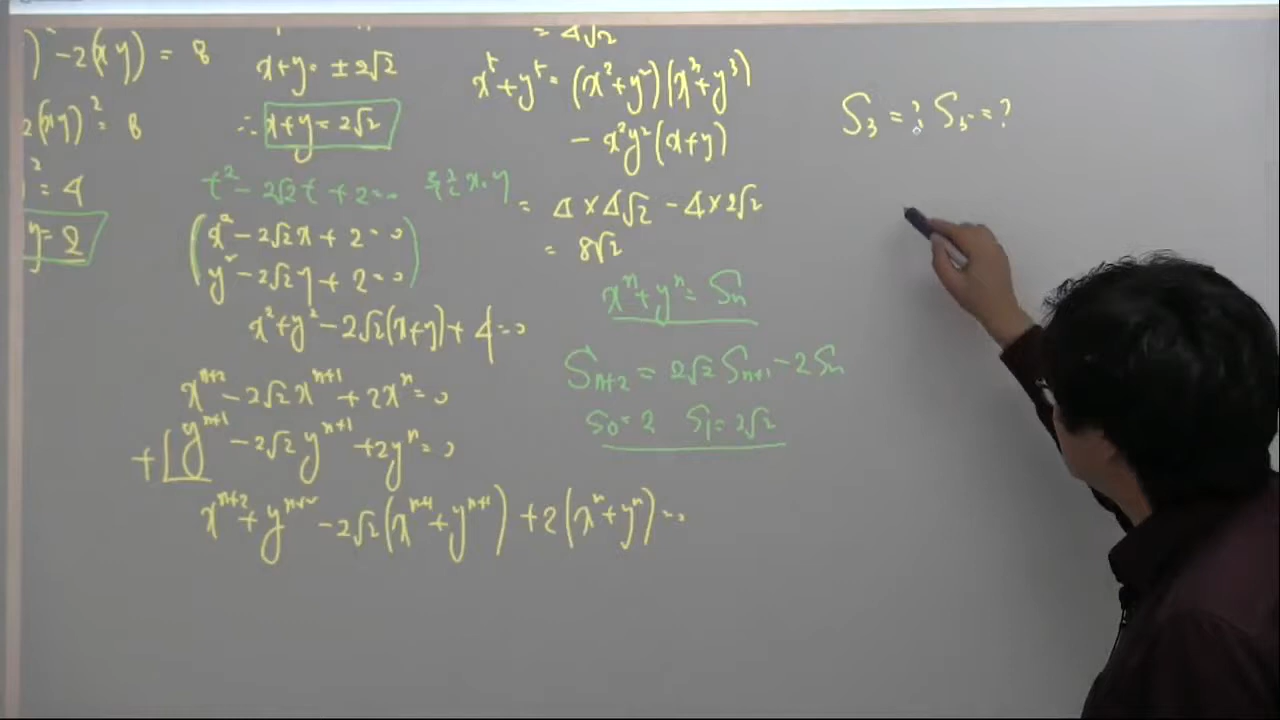 ) - 2(xy) = 8
2(xy)² = 8
² = 4
y = 2
x+y = ±2√2
∴ x+y = 2√2
t² - 2√2t + 2 = 0
x² - 2√2x + 2 = 0
y² - 2√2y + 2 = 0
x² + y² - 2√2(x+y) + 4 = 0
xⁿ⁺² - 2√2xⁿ⁺¹ + 2xⁿ = 0
+) yⁿ⁺¹ - 2√2yⁿ⁺¹ + 2yⁿ = 0
xⁿ⁺² + yⁿ⁺² - 2√2(xⁿ⁺¹ + yⁿ⁺¹) + 2(xⁿ + yⁿ) = 0
= 4√2
x⁵ + y⁵ = (x² + y²)(x³ + y³)
- x²y²(x+y)
= 4 × 4√2 - 4 × 2√2
= 8√2
xⁿ + yⁿ = Sn
Sn+2 = 2√2 Sn+1 - 2Sn
S0 = 2 S1 = 2√2
S3 = ? S5 = ?